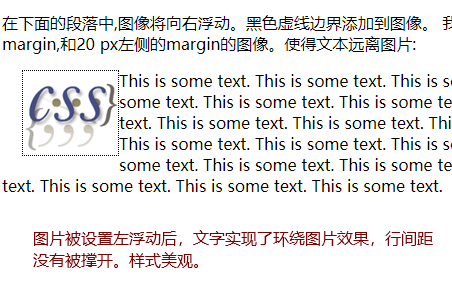 在下面的段落中,图像将向右浮动。黑色虚线边界添加到图像。
margin,和20 px左侧的margin的图像。使得文本远离图片:
CSS
{;;;}
This is some text. This is some text. This is s
some text. This is some text. This is some te
text. This is some text. This is some text. Thi
This is some text. This is some text. This is s
some text. This is some text. This is some te
text. This is some text. This is some text. This is some text.
图片被设置左浮动后，文字实现了环绕图片效果，行间距
没有被撑开。样式美观。